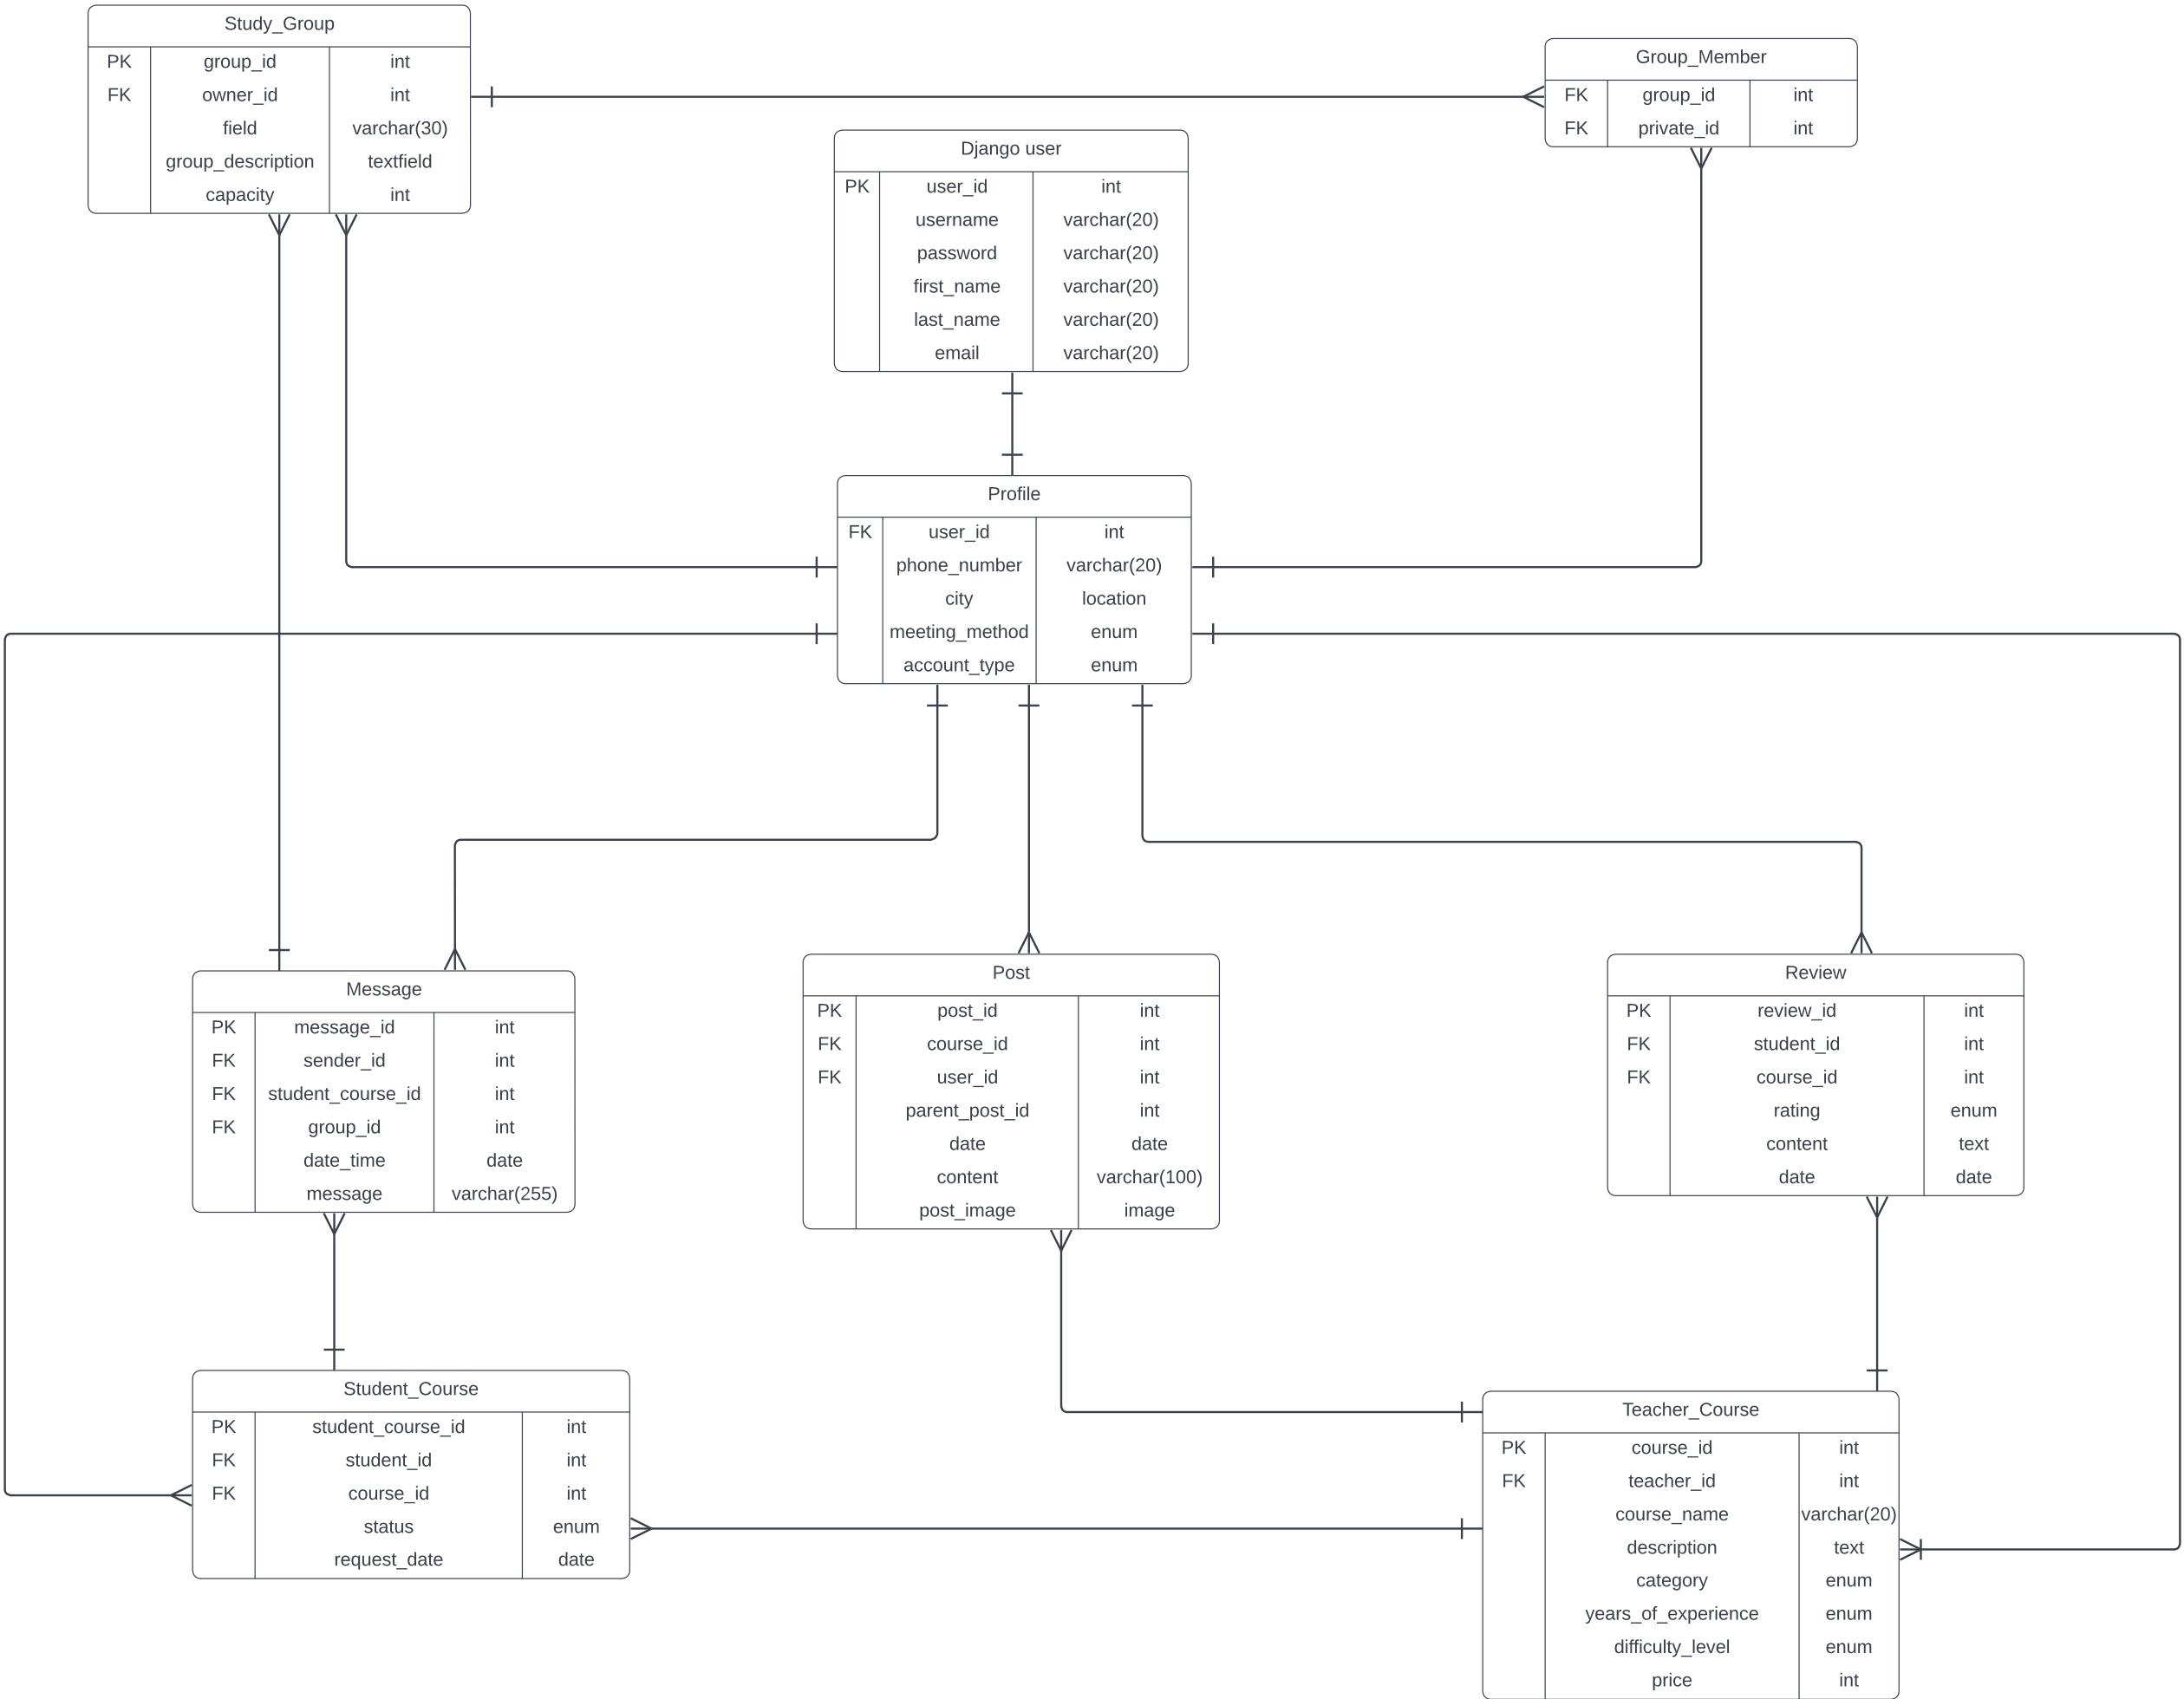 Study_Group
PK group_id int
FK owner_id int
field varchar(30)
group_description textfield
capacity int
Group_Member
FK group_id int
FK private_id int
Django user
PK user_id int
username varchar(20)
password varchar(20)
first_name varchar(20)
last_name varchar(20)
email varchar(20)
Profile
FK user_id int
phone_number varchar(20)
city location
meeting_method enum
account_type enum
Message
PK message_id int
FK sender_id int
FK student_course_id int
FK group_id int
date_time date
message varchar(255)
Post
PK post_id int
FK course_id int
FK user_id int
parent_post_id int
date date
content varchar(100)
post_image image
Review
PK review_id int
FK student_id int
FK course_id int
rating enum
content text
date date
Student_Course
PK student_course_id int
FK student_id int
FK course_id int
status enum
request_date date
Teacher_Course
PK course_id int
FK teacher_id int
course_name varchar(20)
description text
category enum
years_of_experience enum
difficulty_level enum
price int